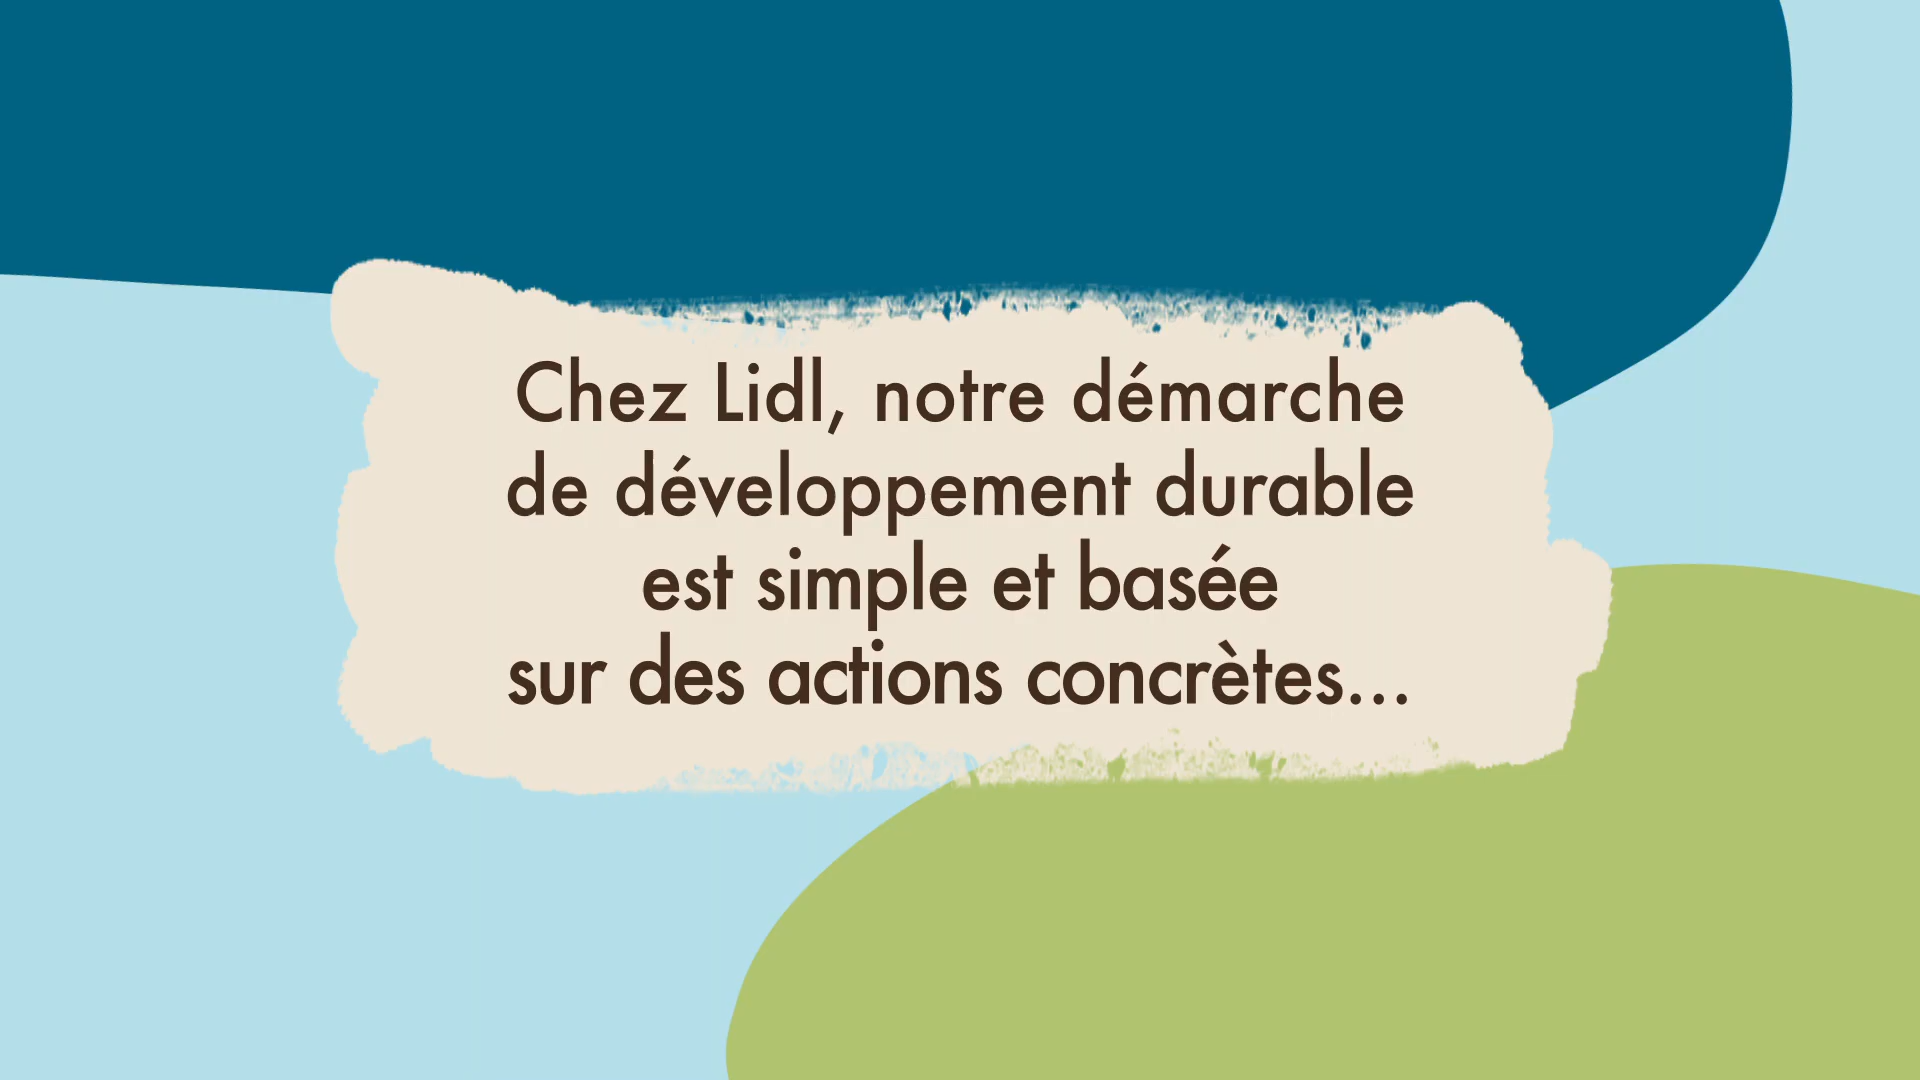 Chez Lidl, notre démarche
de développement durable
est simple et basée
sur des actions concrètes...